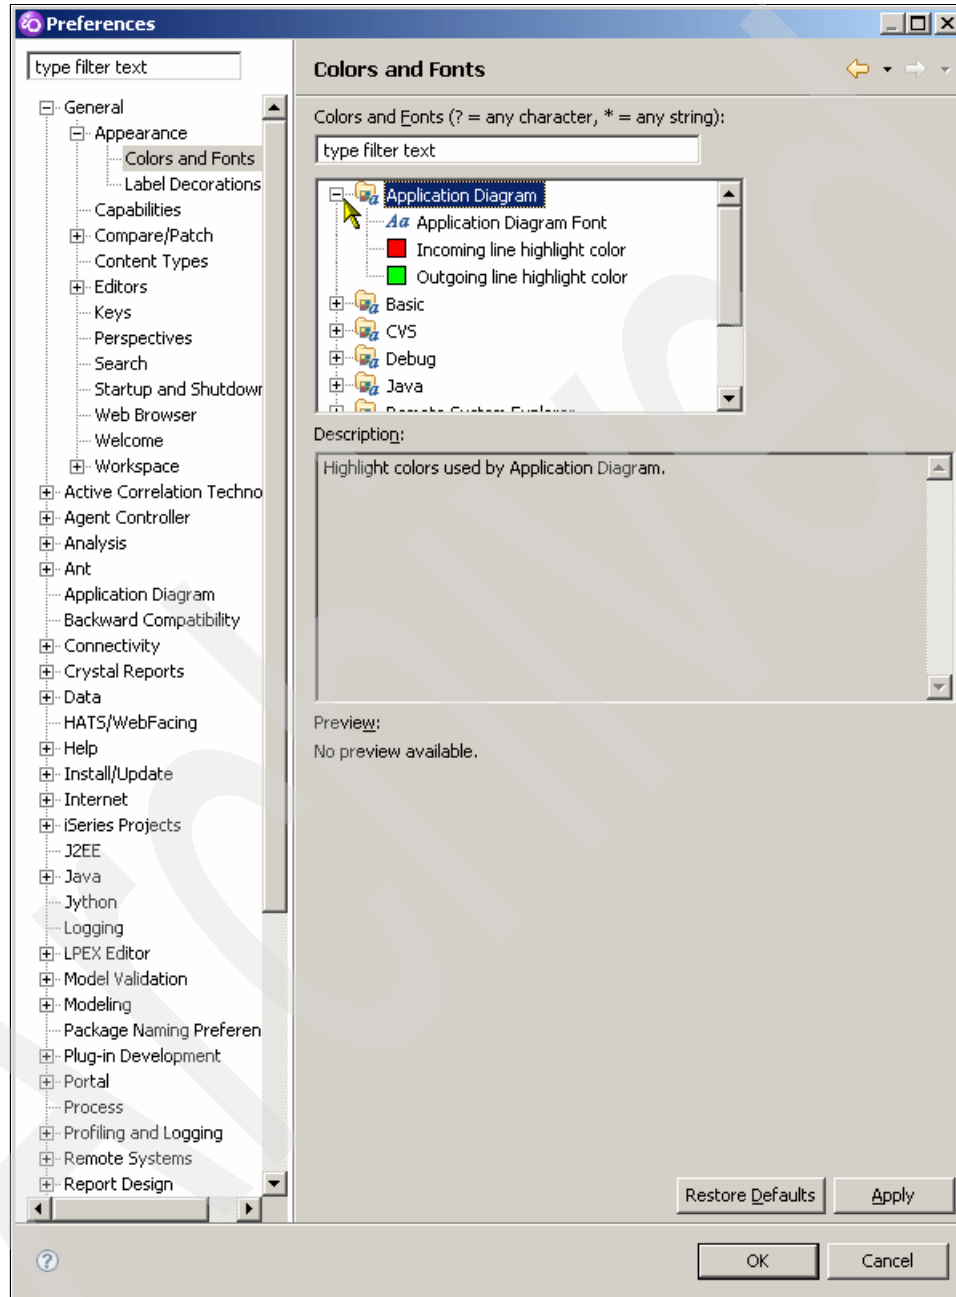 Preferences
type filter text
General
Appearance
Colors and Fonts
Label Decorations
Capabilities
Compare/Patch
Content Types
Editors
Keys
Perspectives
Search
Startup and Shutdown
Web Browser
Welcome
Workspace
Active Correlation Techno
Agent Controller
Analysis
Ant
Application Diagram
Backward Compatibility
Connectivity
Crystal Reports
Data
HATS/WebFacing
Help
Install/Update
Internet
iSeries Projects
J2EE
Java
Jython
Logging
LPEX Editor
Model Validation
Modeling
Package Naming Preferen
Plug-in Development
Portal
Process
Profiling and Logging
Remote Systems
Report Design
Colors and Fonts
Colors and Fonts (? = any character, * = any string):
type filter text
Application Diagram
Aa Application Diagram Font
Incoming line highlight color
Outgoing line highlight color
Basic
CVS
Debug
Java
Remote System Explorer
Description:
Highlight colors used by Application Diagram.
Preview:
No preview available.
Restore Defaults
Apply
OK
Cancel